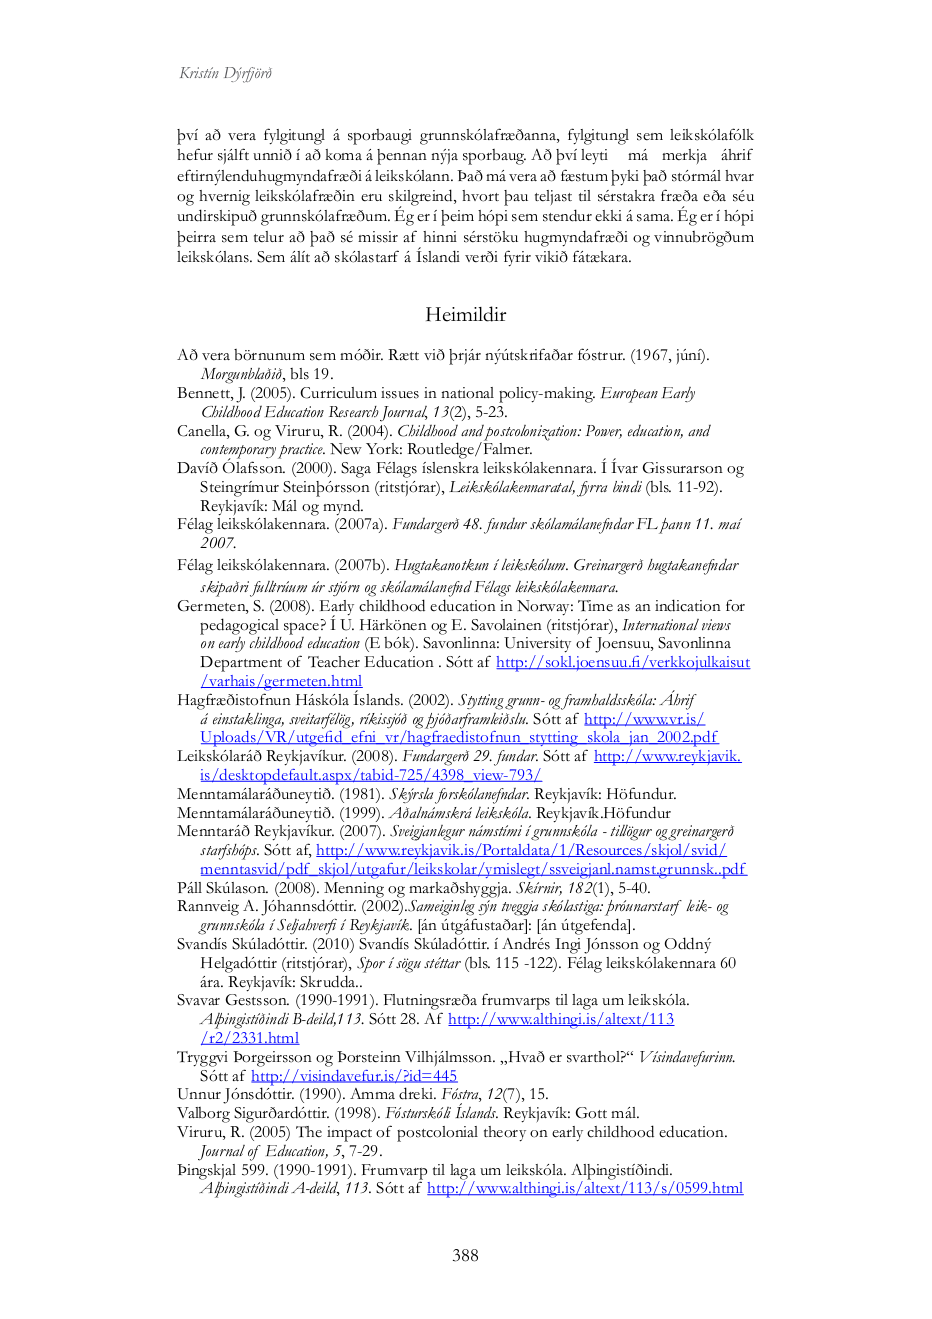 Kristín Dýrfjörð
því að vera fylgitungl á sporbaugi grunnskólafræðanna, fylgitungl sem leikskólafólk
hefur sjálft unnið í að koma á þennan nýja sporbaug. Að því leyti má merkja áhrif
eftirnýlenduhugmyndafræði á leikskólann. Það má vera að fæstum þyki það stórmál hvar
og hvernig leikskólafræðin eru skilgreind, hvort þau teljast til sérstakra fræða eða séu
undirskipuð grunnskólafræðum. Ég er í þeim hópi sem stendur ekki á sama. Ég er í hópi
þeirra sem telur að það sé missir af hinni sérstöku hugmyndafræði og vinnubrögðum
leikskólans. Sem álít að skólastarf á Íslandi verði fyrir vikið fátækara.
Heimildir
Að vera börnunum sem móðir. Rætt við þrjár nýútskrifaðar fóstrur. (1967, júní).
Morgunblaðið, bls 19.
Bennett, J. (2005). Curriculum issues in national policy-making. European Early
Childhood Education Research Journal, 13(2), 5-23.
Canella, G. og Viruru, R. (2004). Childhood and postcolonization: Power, education, and
contemporary practice. New York: Routledge/Falmer.
Davíð Ólafsson. (2000). Saga Félags íslenskra leikskólakennara. Í Ívar Gissurarson og
Steingrímur Steinþórsson (ritstjórar), Leikskólakennaratal, fyrra bindi (bls. 11-92).
Reykjavík: Mál og mynd.
Félag leikskólakennara. (2007a). Fundargerð 48. fundur skólamálanefndar FL þann 11. maí
2007.
Félag leikskólakennara. (2007b). Hugtakanotkun í leikskólum. Greinargerð hugtakanefndar
skipaðri fulltrúum úr stjórn og skólamálanefnd Félags leikskólakennara.
Germeten, S. (2008). Early childhood education in Norway: Time as an indication for
pedagogical space? Í U. Härkönen og E. Savolainen (ritstjórar), International views
on early childhood education (E bók). Savonlinna: University of Joensuu, Savonlinna
Department of Teacher Education . Sótt af http://sokl.joensuu.fi/verkkojulkaisut
/varhais/germeten.html
Hagfræðistofnun Háskóla Íslands. (2002). Stytting grunn- og framhaldsskóla: Áhrif
á einstaklinga, sveitarfélög, ríkissjóð og þjóðarframleiðslu. Sótt af http://www.vr.is/
Uploads/VR/utgefid_efni_vr/hagfraedistofnun_stytting_skola_jan_2002.pdf
Leikskólaráð Reykjavíkur. (2008). Fundargerð 29. fundar. Sótt af http://www.reykjavik.
is/desktopdefault.aspx/tabid-725/4398_view-793/
Menntamálaráðuneytið. (1981). Skýrsla forskólanefndar. Reykjavík: Höfundur.
Menntamálaráðuneytið. (1999). Aðalnámskrá leikskóla. Reykjavík.Höfundur
Menntaráð Reykjavíkur. (2007). Sveigjanlegur námstími í grunnskóla - tillögur og greinargerð
starfshóps. Sótt af, http://www.reykjavik.is/Portaldata/1/Resources/skjol/svid/
menntasvid/pdf_skjol/utgafur/leikskolar/ymislegt/ssveigjanl.namst.grunnsk..pdf
Páll Skúlason. (2008). Menning og markaðshyggja. Skírnir, 182(1), 5-40.
Rannveig A. Jóhannsdóttir. (2002).Sameiginleg sýn tveggja skólastiga: þróunarstarf leik- og
grunnskóla í Seljahverfi í Reykjavík. [án útgáfustaðar]: [án útgefenda].
Svandís Skúladóttir. (2010) Svandís Skúladóttir. í Andrés Ingi Jónsson og Oddný
Helgadóttir (ritstjórar), Spor í sögu stéttar (bls. 115 -122). Félag leikskólakennara 60
ára. Reykjavík: Skrudda..
Svavar Gestsson. (1990-1991). Flutningsræða frumvarps til laga um leikskóla.
Alþingistíðindi B-deild,113. Sótt 28. Af http://www.althingi.is/altext/113
/r2/2331.html
Tryggvi Þorgeirsson og Þorsteinn Vilhjálmsson. „Hvað er svarthol?“ Vísindavefurinn.
Sótt af http://visindavefur.is/?id=445
Unnur Jónsdóttir. (1990). Amma dreki. Fóstra, 12(7), 15.
Valborg Sigurðardóttir. (1998). Fósturskóli Íslands. Reykjavík: Gott mál.
Viruru, R. (2005) The impact of postcolonial theory on early childhood education.
Journal of Education, 5, 7-29.
Þingskjal 599. (1990-1991). Frumvarp til laga um leikskóla. Alþingistíðindi.
Alþingistíðindi A-deild, 113. Sótt af http://www.althingi.is/altext/113/s/0599.html
388